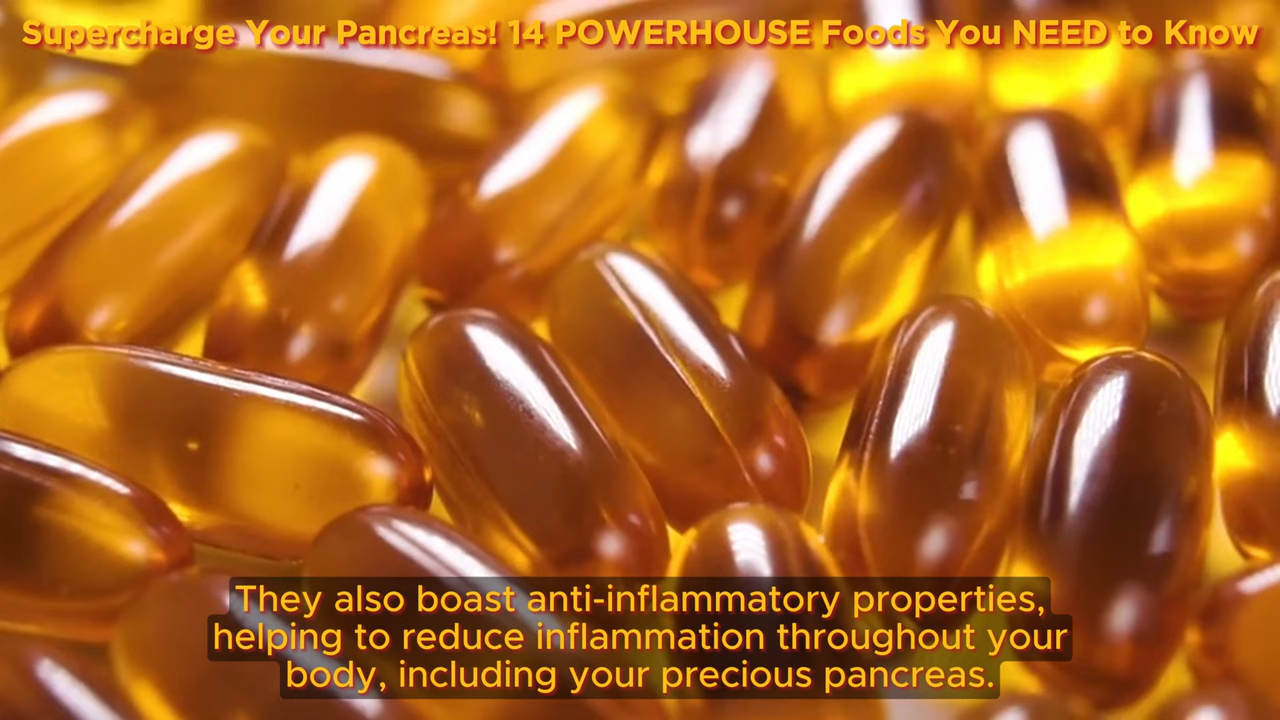 Supercharge Your Pancreas! 14 POWERHOUSE Foods You NEED to Know
They also boast anti-inflammatory properties,
helping to reduce inflammation throughout your
body, including your precious pancreas.